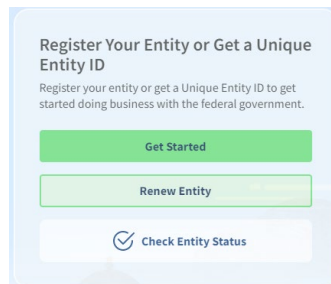 Register Your Entity or Get a Unique
Entity ID
Register your entity or get a Unique Entity ID to get
started doing business with the federal government.
Get Started
Renew Entity
Check Entity Status